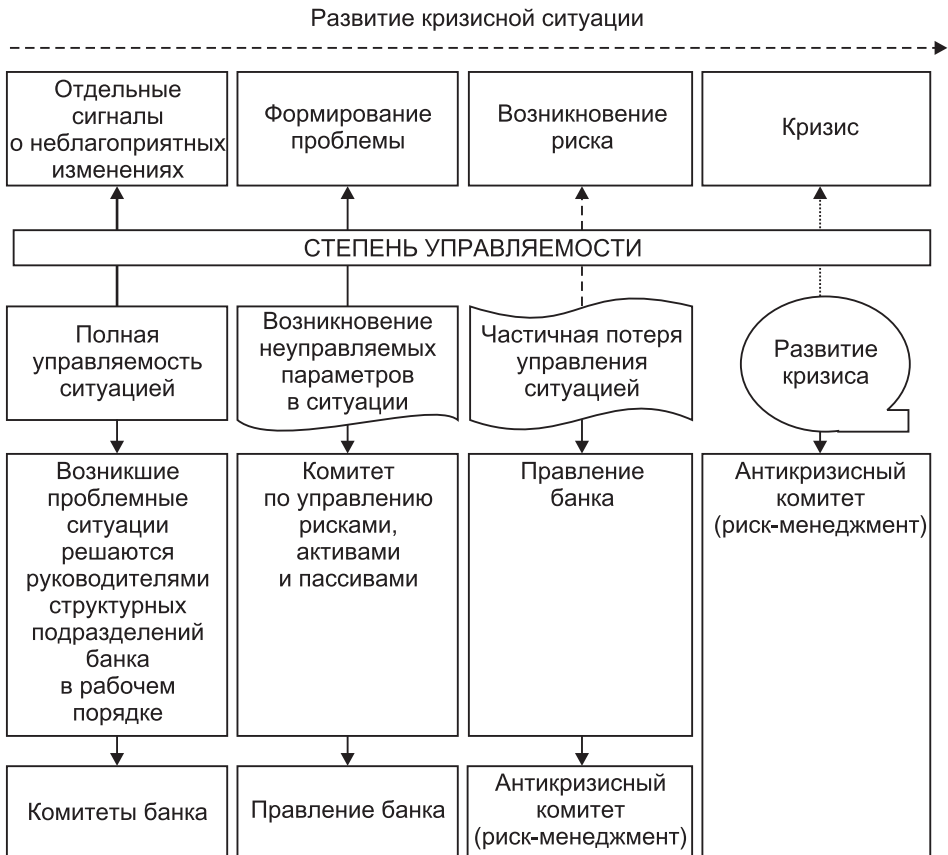 Развитие кризисной ситуации
Отдельные
сигналы
о неблагоприятных
изменениях
Формирование
проблемы
Возникновение
риска
Кризис
СТЕПЕНЬ УПРАВЛЯЕМОСТИ
Полная
управляемость
ситуацией
Возникновение
неуправляемых
параметров
в ситуации
Частичная потеря
управления
ситуацией
Развитие
кризиса
Возникшие
проблемные
ситуации
решаются
руководителями
структурных
подразделений
банка
в рабочем
порядке
Комитет
по управлению
рисками,
активами
и пассивами
Правление
банка
Антикризисный
комитет
(риск-менеджмент)
Комитеты банка
Правление банка
Антикризисный
комитет
(риск-менеджмент)